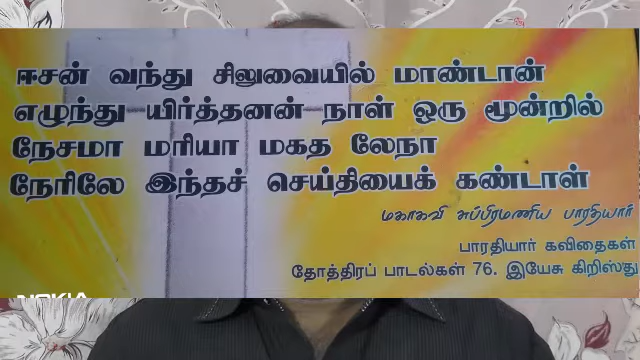 ஈசன் வந்து சிலுவையில் மாண்டான்
எழுந்து யிர்த்தனன் நாள் ஒரு மூன்றில்
நேசமா மரியா மகத லேநா
நேரிலே இந்தச் செய்தியைக் கண்டாள்
மகாகவி சுப்பிரமணிய பாரதியார்
பாரதியார் கவிதைகள்
தோத்திரப் பாடல்கள் 76. இயேசு கிறிஸ்து
NOKIA